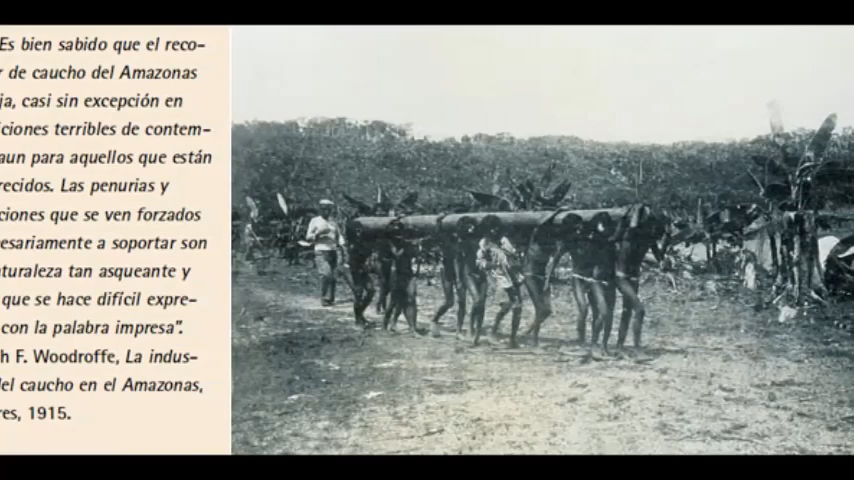 Es bien sabido que el reco-
r de caucho del Amazonas
ja, casi sin excepción en
iciones terribles de contem-
aun para aquellos que están
recidos. Las penurias y
ciones que se ven forzados
esariamente a soportar son
aturaleza tan asqueante y
que se hace difícil expre-
con la palabra impresa".
h F. Woodroffe, La indus-
del caucho en el Amazonas,
res, 1915.